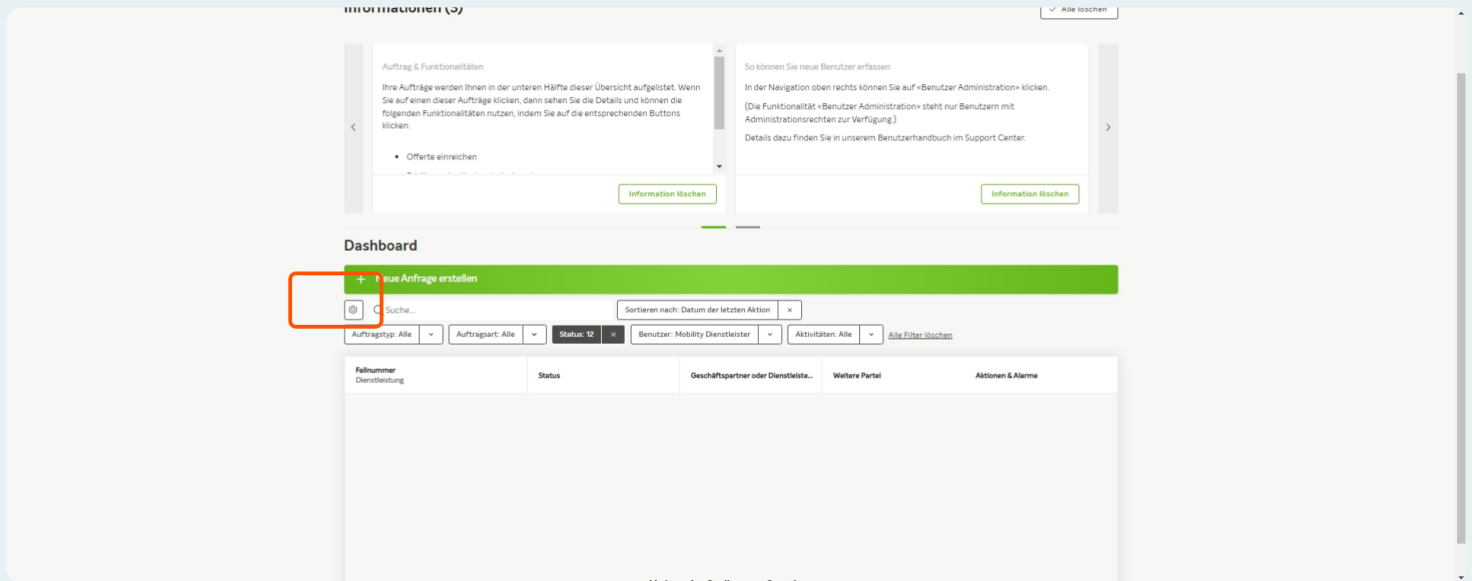 Informationen (3)
Alle löschen
Auftrag & Funktionalitäten
Ihre Aufträge werden Ihnen in der unteren Hälfte dieser Übersicht aufgelistet. Wenn
Sie auf einen dieser Aufträge klicken, dann sehen Sie die Details und können die
folgenden Funktionalitäten nutzen, indem Sie auf die entsprechenden Buttons
klicken:
• Offerte einreichen
Information löschen
So können Sie neue Benutzer erfassen
In der Navigation oben rechts können Sie auf «Benutzer Administration» klicken.
(Die Funktionalität «Benutzer Administration» steht nur Benutzern mit
Administrationsrechten zur Verfügung.)
Details dazu finden Sie in unserem Benutzerhandbuch im Support Center.
Information löschen
Dashboard
+ Neue Anfrage erstellen
Suche...
Sortieren nach: Datum der letzten Aktion ×
Auftragstyp: Alle
Auftragsart: Alle
Status: 12 ×
Benutzer: Mobility Dienstleister
Aktivitäten: Alle
Alle Filter löschen
Fallnummer
Dienstleistung
Status
Geschäftspartner oder Dienstleiste...
Weitere Partei
Aktionen & Alarme